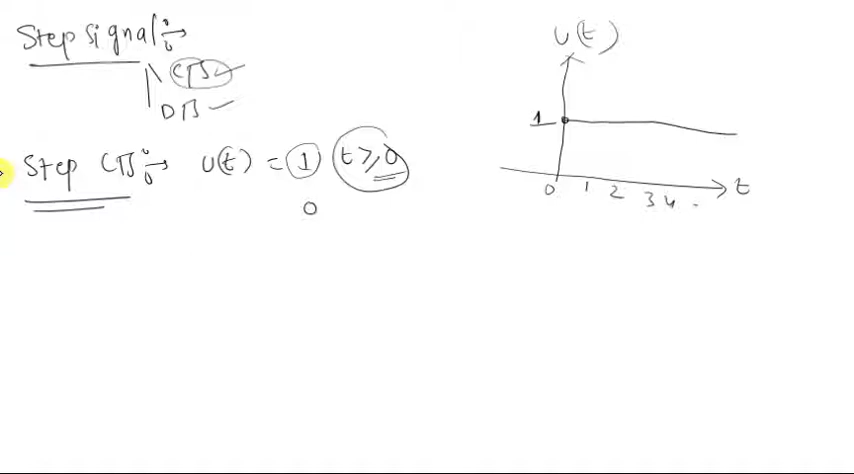 Step signal :→
CTS
DTS
Step CTS :→ U(t) = 1 t ≥ 0
0
U(t)
1
0 1 2 3 4 . t